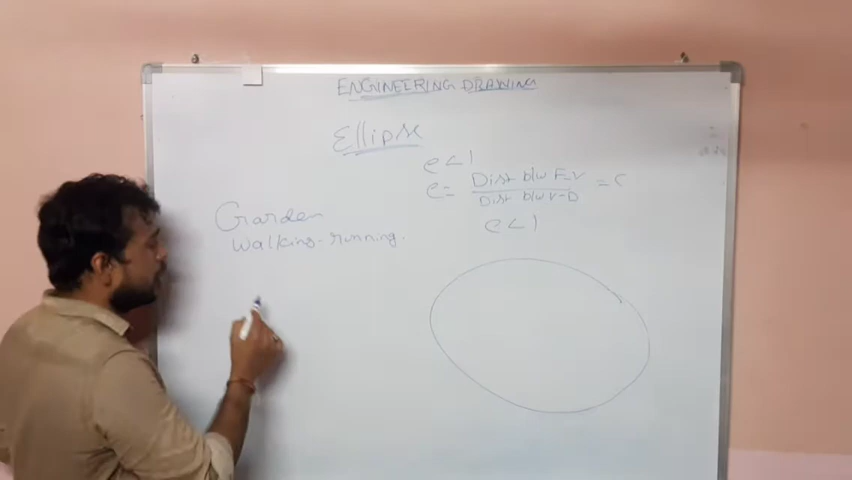 ENGINEERING DRAWING
Ellipse
e < 1
e = Dist b/w F-V
Dist b/w V-D
=
e < 1
Garden
Walking - running.